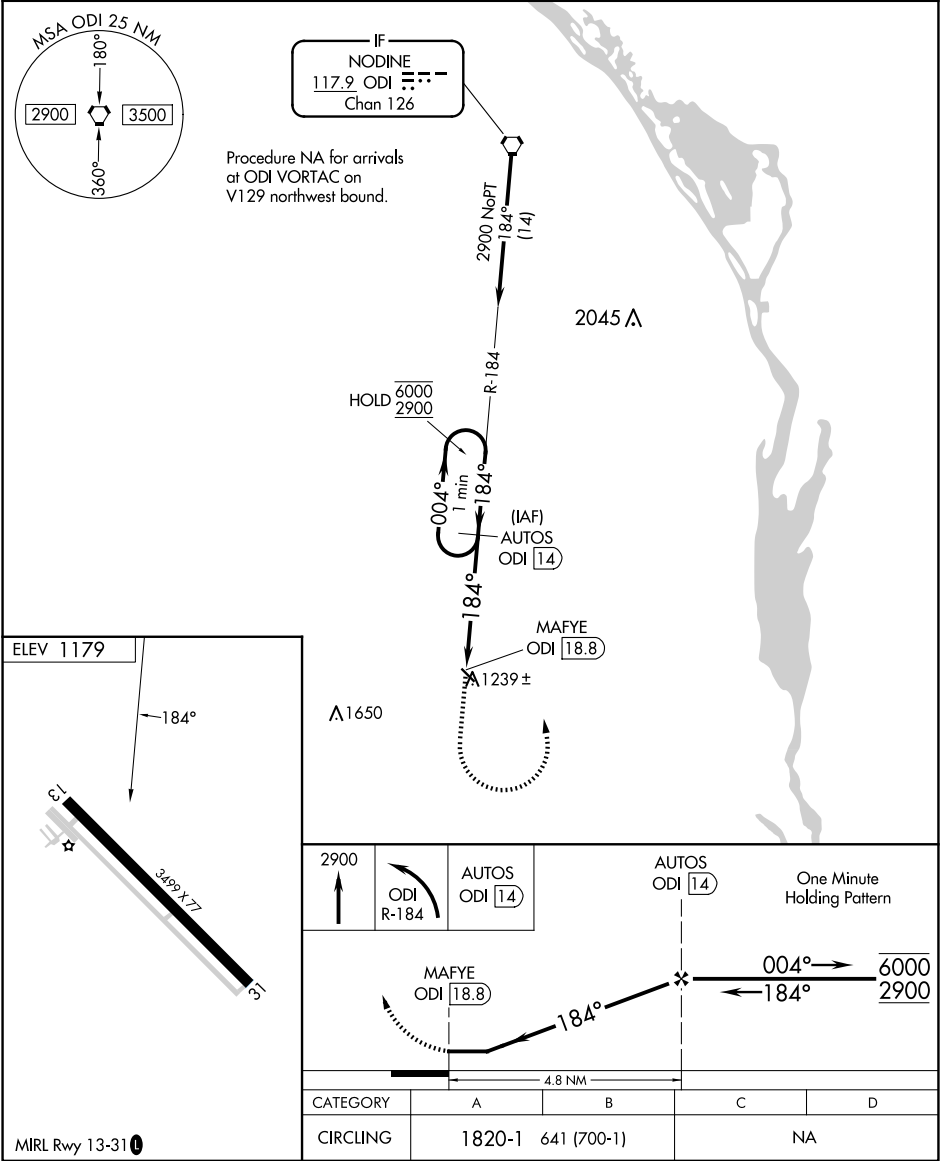 MSA ODI 25 NM
180°
2900
3500
360°
IF
NODINE
117.9 ODI
Chan 126
Procedure NA for arrivals
at ODI VORTAC on
V129 northwest bound.
2900 NoPT
184°
(14)
2045
R-184
HOLD 6000
2900
004°
1 min
184°
(IAF)
AUTOS
ODI 14
184°
MAFYE
ODI 18.8
1239 ±
1650
ELEV 1179
184°
13
3499 X 77
31
MIRL Rwy 13-31 L
2900
ODI
R-184
AUTOS
ODI 14
AUTOS
ODI 14
One Minute
Holding Pattern
MAFYE
ODI 18.8
184°
004°
184°
6000
2900
4.8 NM
CATEGORY A B C D
CIRCLING 1820-1 641 (700-1) NA